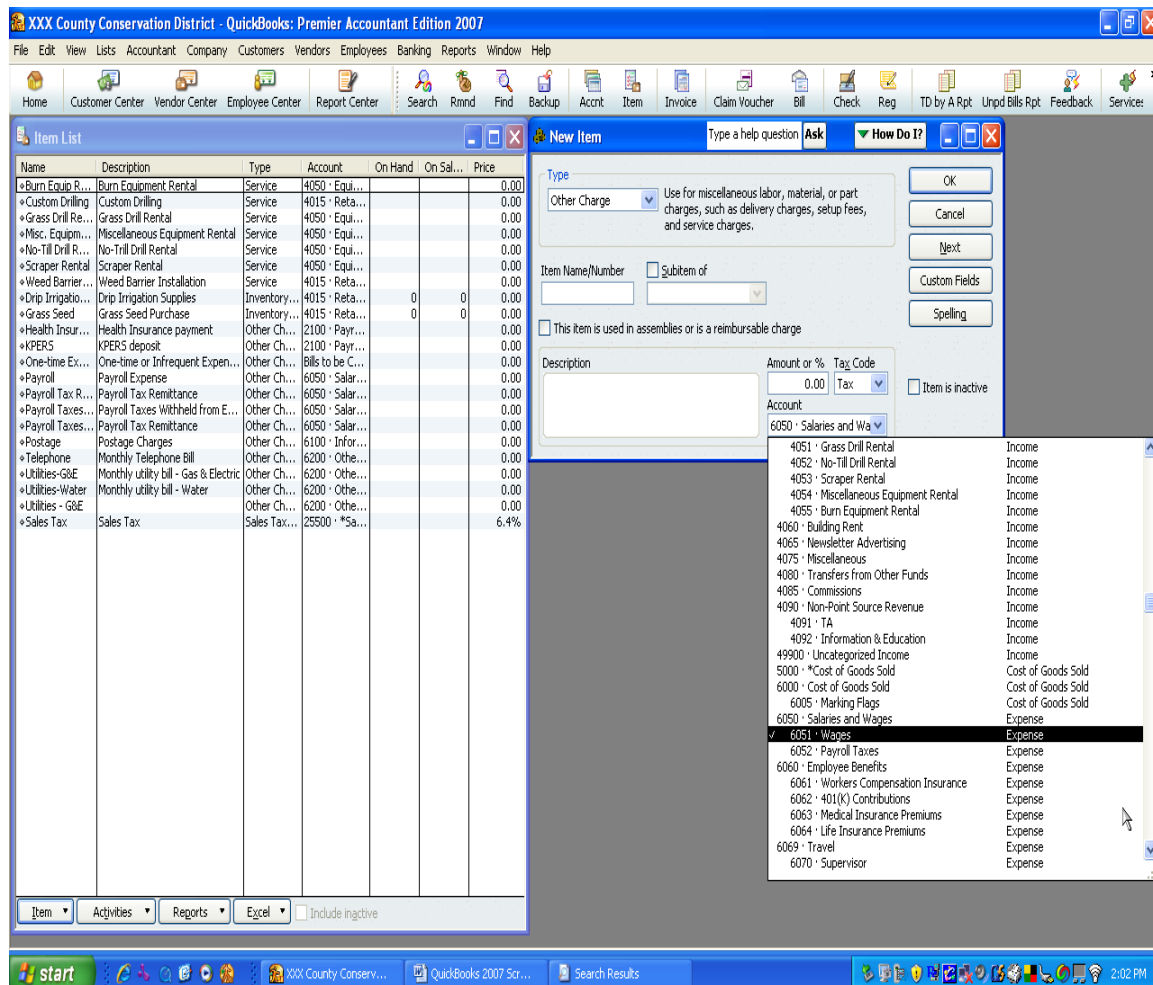 XXX County Conservation District - QuickBooks: Premier Accountant Edition 2007
File Edit View Lists Accountant Company Customers Vendors Employees Banking Reports Window Help
Home Customer Center Vendor Center Employee Center Report Center Search Rmnd Find Backup Accnt Item Invoice Claim Voucher Bill Check Reg TD by A Rpt Unpd Bills Rpt Feedback Services
Item List
Name Description Type Account On Hand On Sal... Price
Burn Equip R... Burn Equipment Rental Service 4050 · Equi... 0.00
Custom Drilling Custom Drilling Service 4015 · Reta... 0.00
Grass Drill Re... Grass Drill Rental Service 4050 · Equi... 0.00
Misc. Equipm... Miscellaneous Equipment Rental Service 4050 · Equi... 0.00
No-Till Drill R... No-Trill Drill Rental Service 4050 · Equi... 0.00
Scraper Rental Scraper Rental Service 4050 · Equi... 0.00
Weed Barrier... Weed Barrier Installation Service 4015 · Reta... 0.00
Drip Irrigatio... Drip Irrigation Supplies Inventory... 4015 · Reta... 0 0 0.00
Grass Seed Grass Seed Purchase Inventory... 4015 · Reta... 0 0 0.00
Health Insur... Health Insurance payment Other Ch... 2100 · Payr... 0.00
KPERS KPERS deposit Other Ch... 2100 · Payr... 0.00
One-time Ex... One-time or Infrequent Expen... Other Ch... Bills to be C... 0.00
Payroll Payroll Expense Other Ch... 6050 · Salar... 0.00
Payroll Tax R... Payroll Tax Remittance Other Ch... 6050 · Salar... 0.00
Payroll Taxes... Payroll Taxes Withheld from E... Other Ch... 6050 · Salar... 0.00
Payroll Taxes... Payroll Tax Remittance Other Ch... 6050 · Salar... 0.00
Postage Postage Charges Other Ch... 6100 · Infor... 0.00
Telephone Monthly Telephone Bill Other Ch... 6200 · Othe... 0.00
Utilities-G&E Monthly utility bill - Gas & Electric Other Ch... 6200 · Othe... 0.00
Utilities-Water Monthly utility bill - Water Other Ch... 6200 · Othe... 0.00
Utilities - G&E Other Ch... 6200 · Othe... 0.00
Sales Tax Sales Tax Sales Tax... 25500 · *Sa... 6.4%
Item Activities Reports Excel Include inactive
New Item Type a help question Ask How Do I?
Type
Other Charge
Use for miscellaneous labor, material, or part
charges, such as delivery charges, setup fees,
and service charges.
OK
Cancel
Next
Custom Fields
Spelling
Item Name/Number Subitem of
This item is used in assemblies or is a reimbursable charge
Description Amount or % Tax Code
0.00 Tax
Item is inactive
Account
6050 · Salaries and Wa
4051 · Grass Drill Rental Income
4052 · No-Till Drill Rental Income
4053 · Scraper Rental Income
4054 · Miscellaneous Equipment Rental Income
4055 · Burn Equipment Rental Income
4060 · Building Rent Income
4065 · Newsletter Advertising Income
4075 · Miscellaneous Income
4080 · Transfers from Other Funds Income
4085 · Commissions Income
4090 · Non-Point Source Revenue Income
4091 · TA Income
4092 · Information & Education Income
49900 · Uncategorized Income Income
5000 · *Cost of Goods Sold Cost of Goods Sold
6000 · Cost of Goods Sold Cost of Goods Sold
6005 · Marking Flags Cost of Goods Sold
6050 · Salaries and Wages Expense
6051 · Wages Expense
6052 · Payroll Taxes Expense
6060 · Employee Benefits Expense
6061 · Workers Compensation Insurance Expense
6062 · 401(K) Contributions Expense
6063 · Medical Insurance Premiums Expense
6064 · Life Insurance Premiums Expense
6069 · Travel Expense
6070 · Supervisor Expense
start XXX County Conserv... QuickBooks 2007 Scr... Search Results 2:02 PM